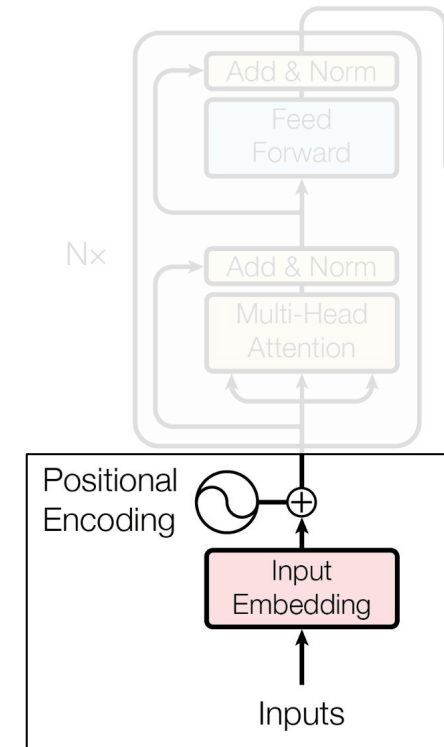 Add & Norm
Feed
Forward
N×
Add & Norm
Multi-Head
Attention
Positional
Encoding
Input
Embedding
Inputs